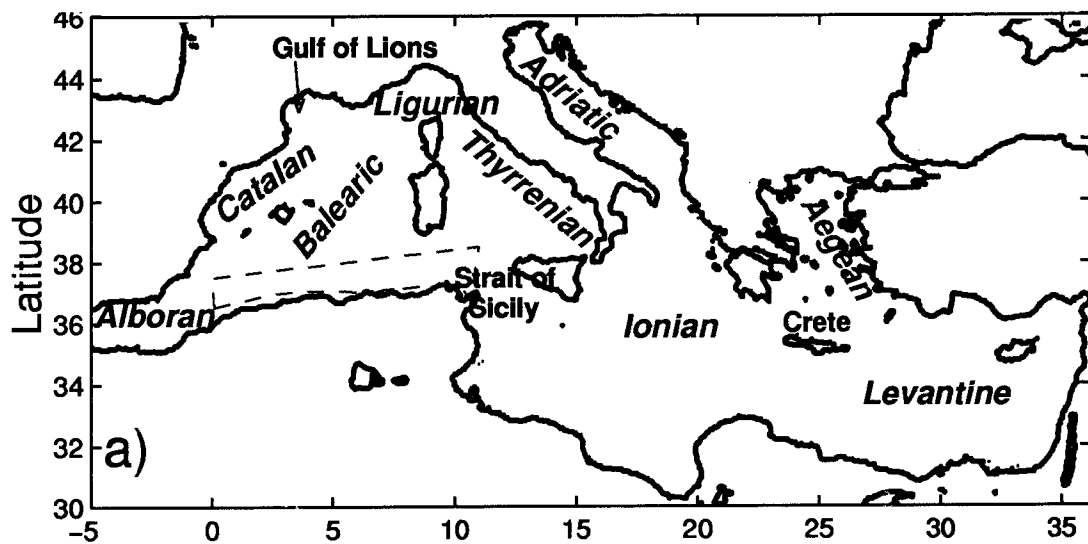 46
Gulf of Lions
44
Ligurian
Adriatic
42
Catalan
Thyrrenian
40
Balearic
Aegean
38
Strait of
Sicily
36
Alboran
Ionian
Crete
34
Levantine
32
a)
30
Latitude
-5 0 5 10 15 20 25 30 35